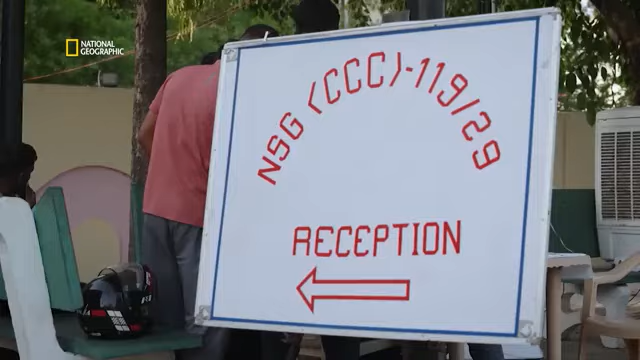 NATIONAL
GEOGRAPHIC
NSG (CCC)-119/29
RECEPTION